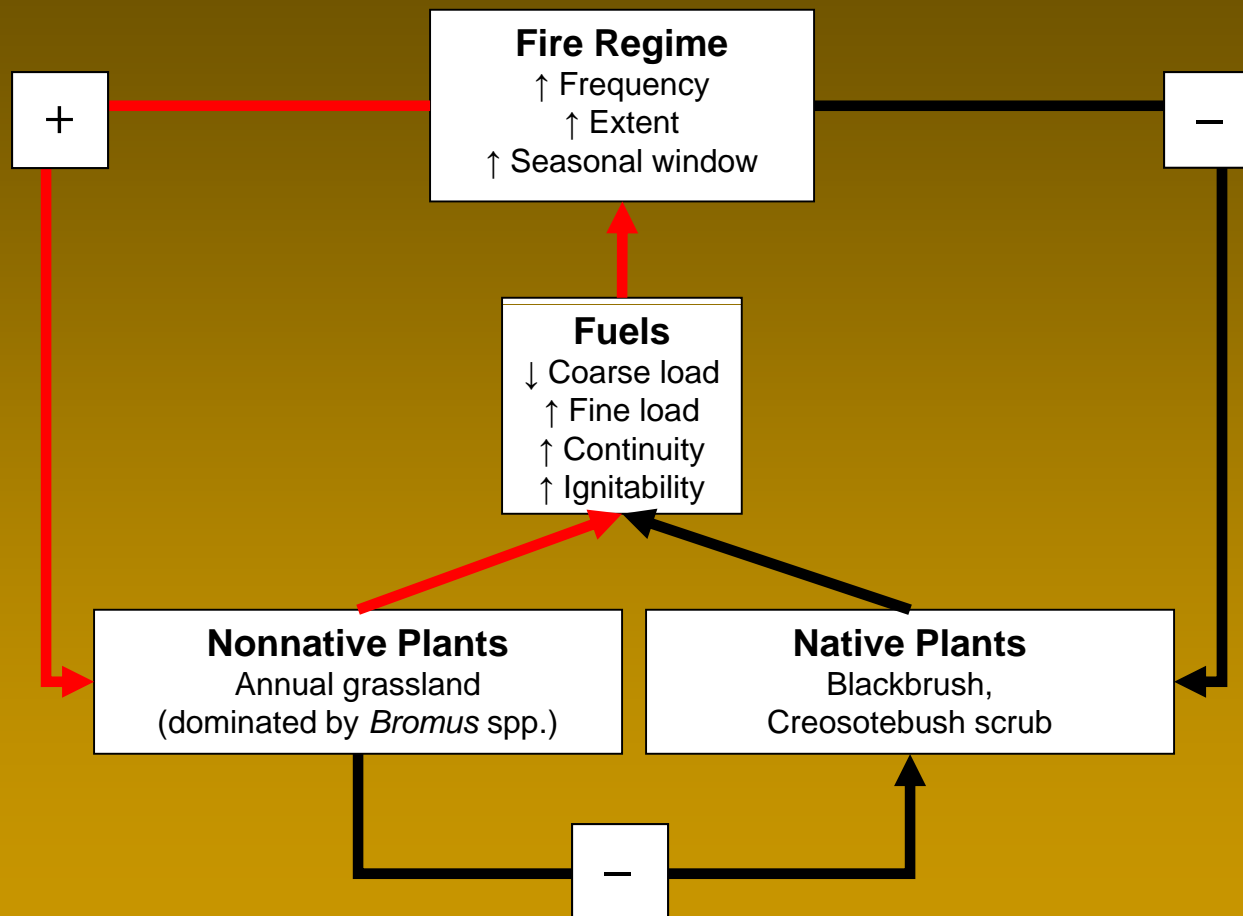 Fire Regime
↑ Frequency
↑ Extent
↑ Seasonal window
+
−
Fuels
↓ Coarse load
↑ Fine load
↑ Continuity
↑ Ignitability
Nonnative Plants
Annual grassland
(dominated by Bromus spp.)
Native Plants
Blackbrush,
Creosotebush scrub
−